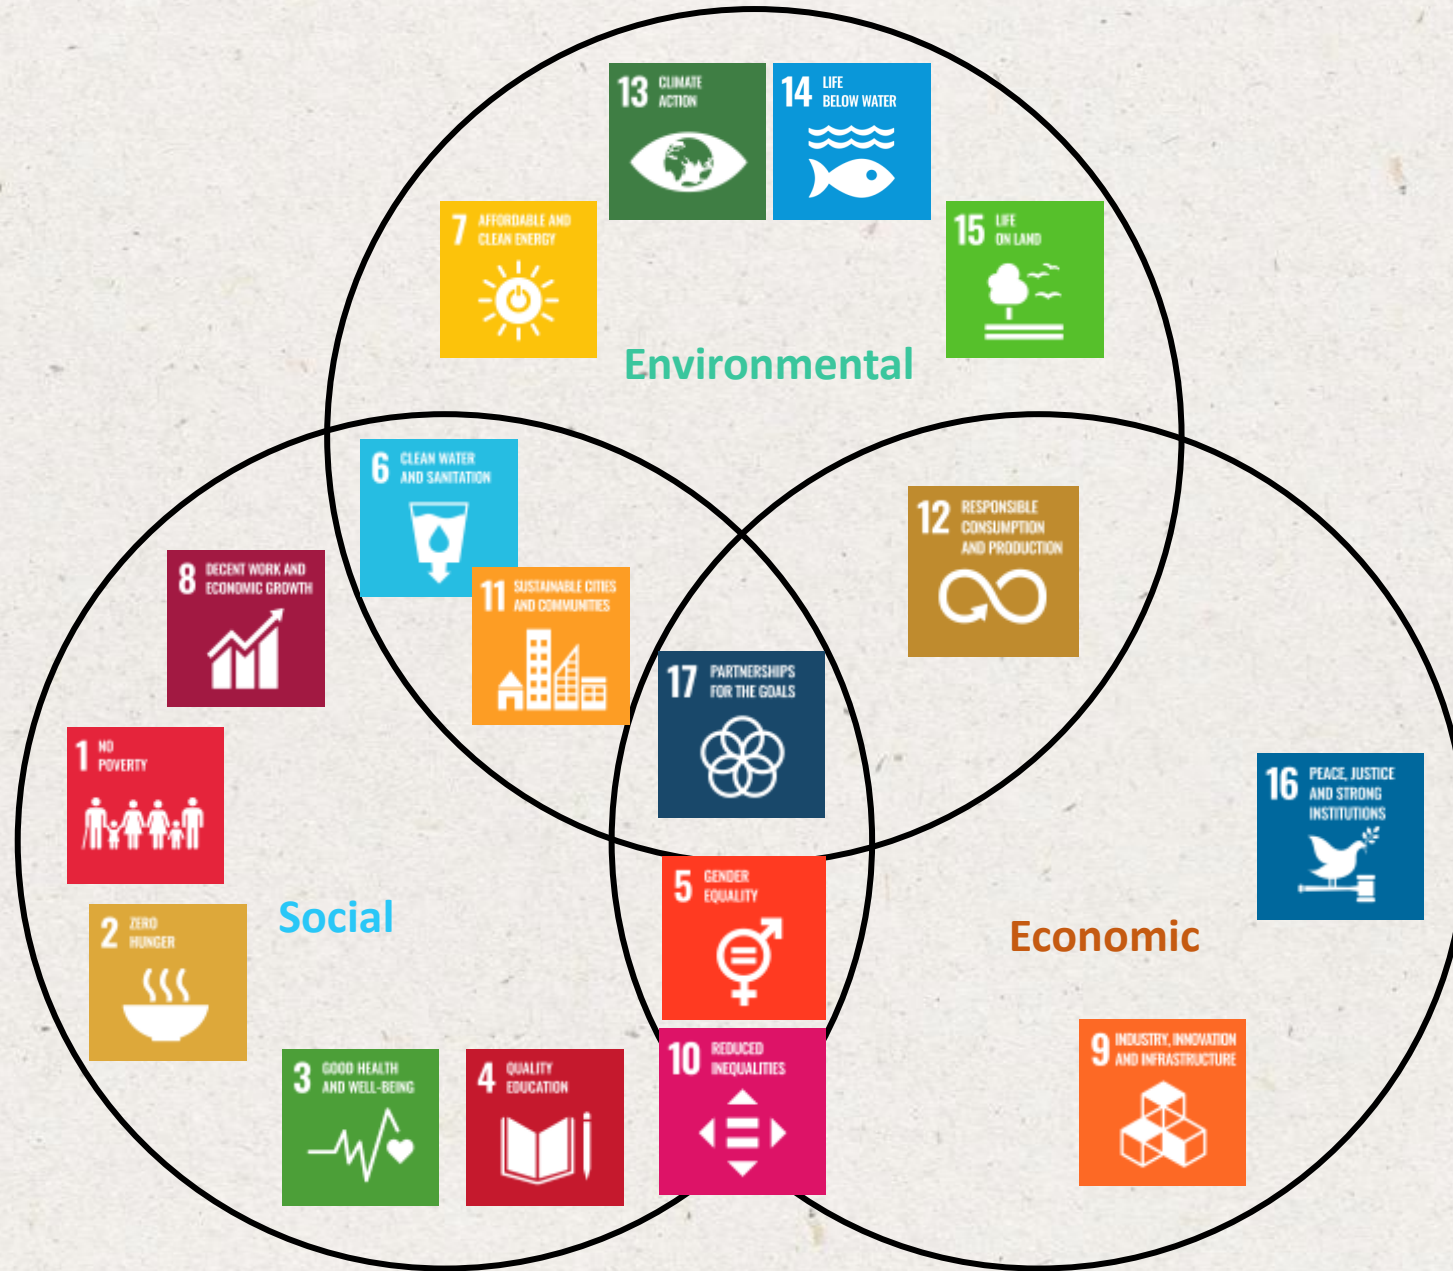 13 CLIMATE
ACTION
14 LIFE
BELOW WATER
7 AFFORDABLE AND
CLEAN ENERGY
15 LIFE
ON LAND
Environmental
6 CLEAN WATER
AND SANITATION
12 RESPONSIBLE
CONSUMPTION
AND PRODUCTION
8 DECENT WORK AND
ECONOMIC GROWTH
11 SUSTAINABLE CITIES
AND COMMUNITIES
17 PARTNERSHIPS
FOR THE GOALS
1 NO
POVERTY
16 PEACE, JUSTICE
AND STRONG
INSTITUTIONS
5 GENDER
EQUALITY
2 ZERO
HUNGER
Social
Economic
3 GOOD HEALTH
AND WELL-BEING
4 QUALITY
EDUCATION
10 REDUCED
INEQUALITIES
9 INDUSTRY, INNOVATION
AND INFRASTRUCTURE